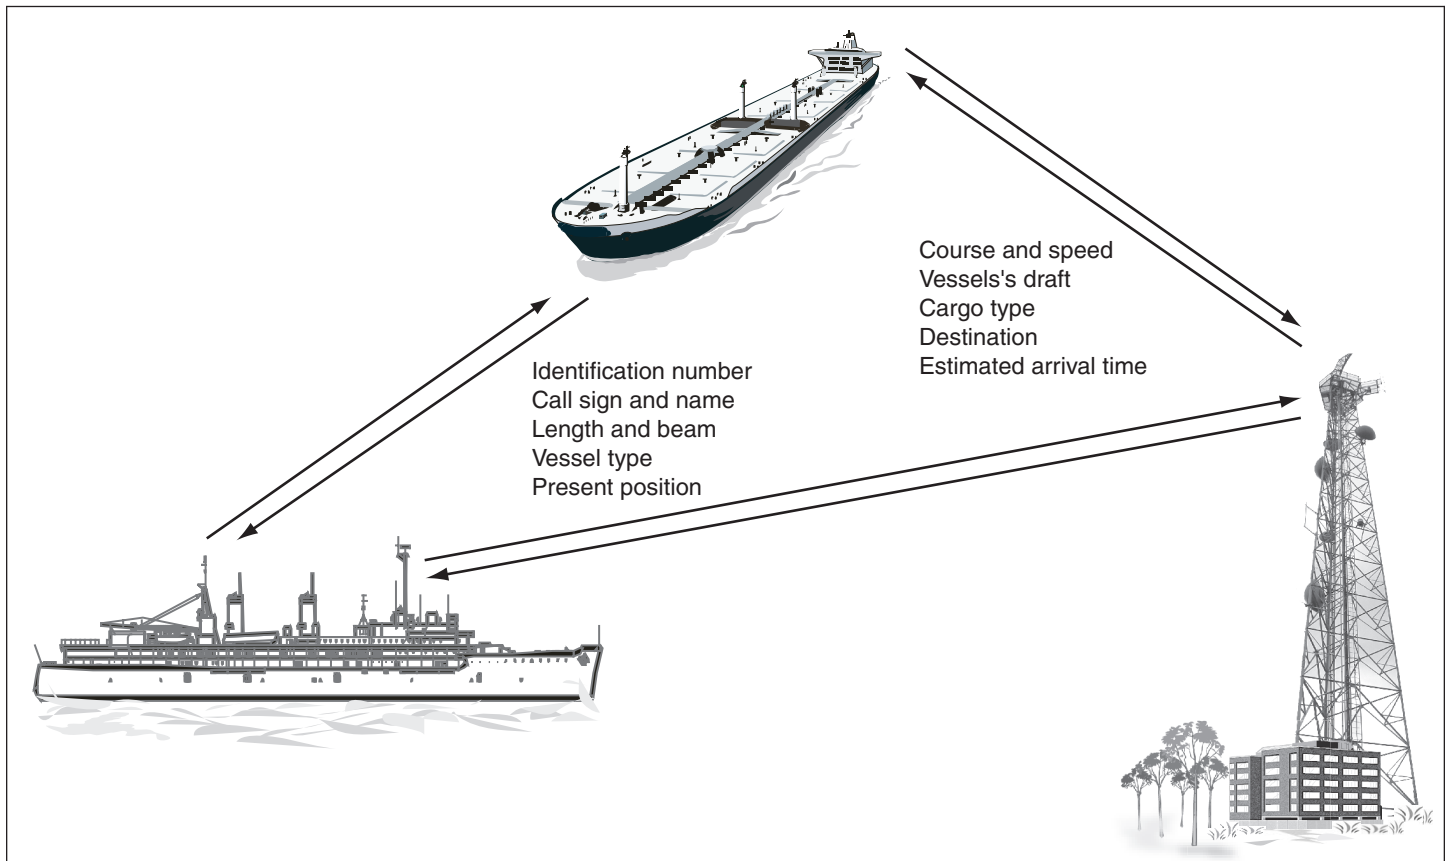 Course and speed
Vessels's draft
Cargo type
Destination
Estimated arrival time
Identification number
Call sign and name
Length and beam
Vessel type
Present position